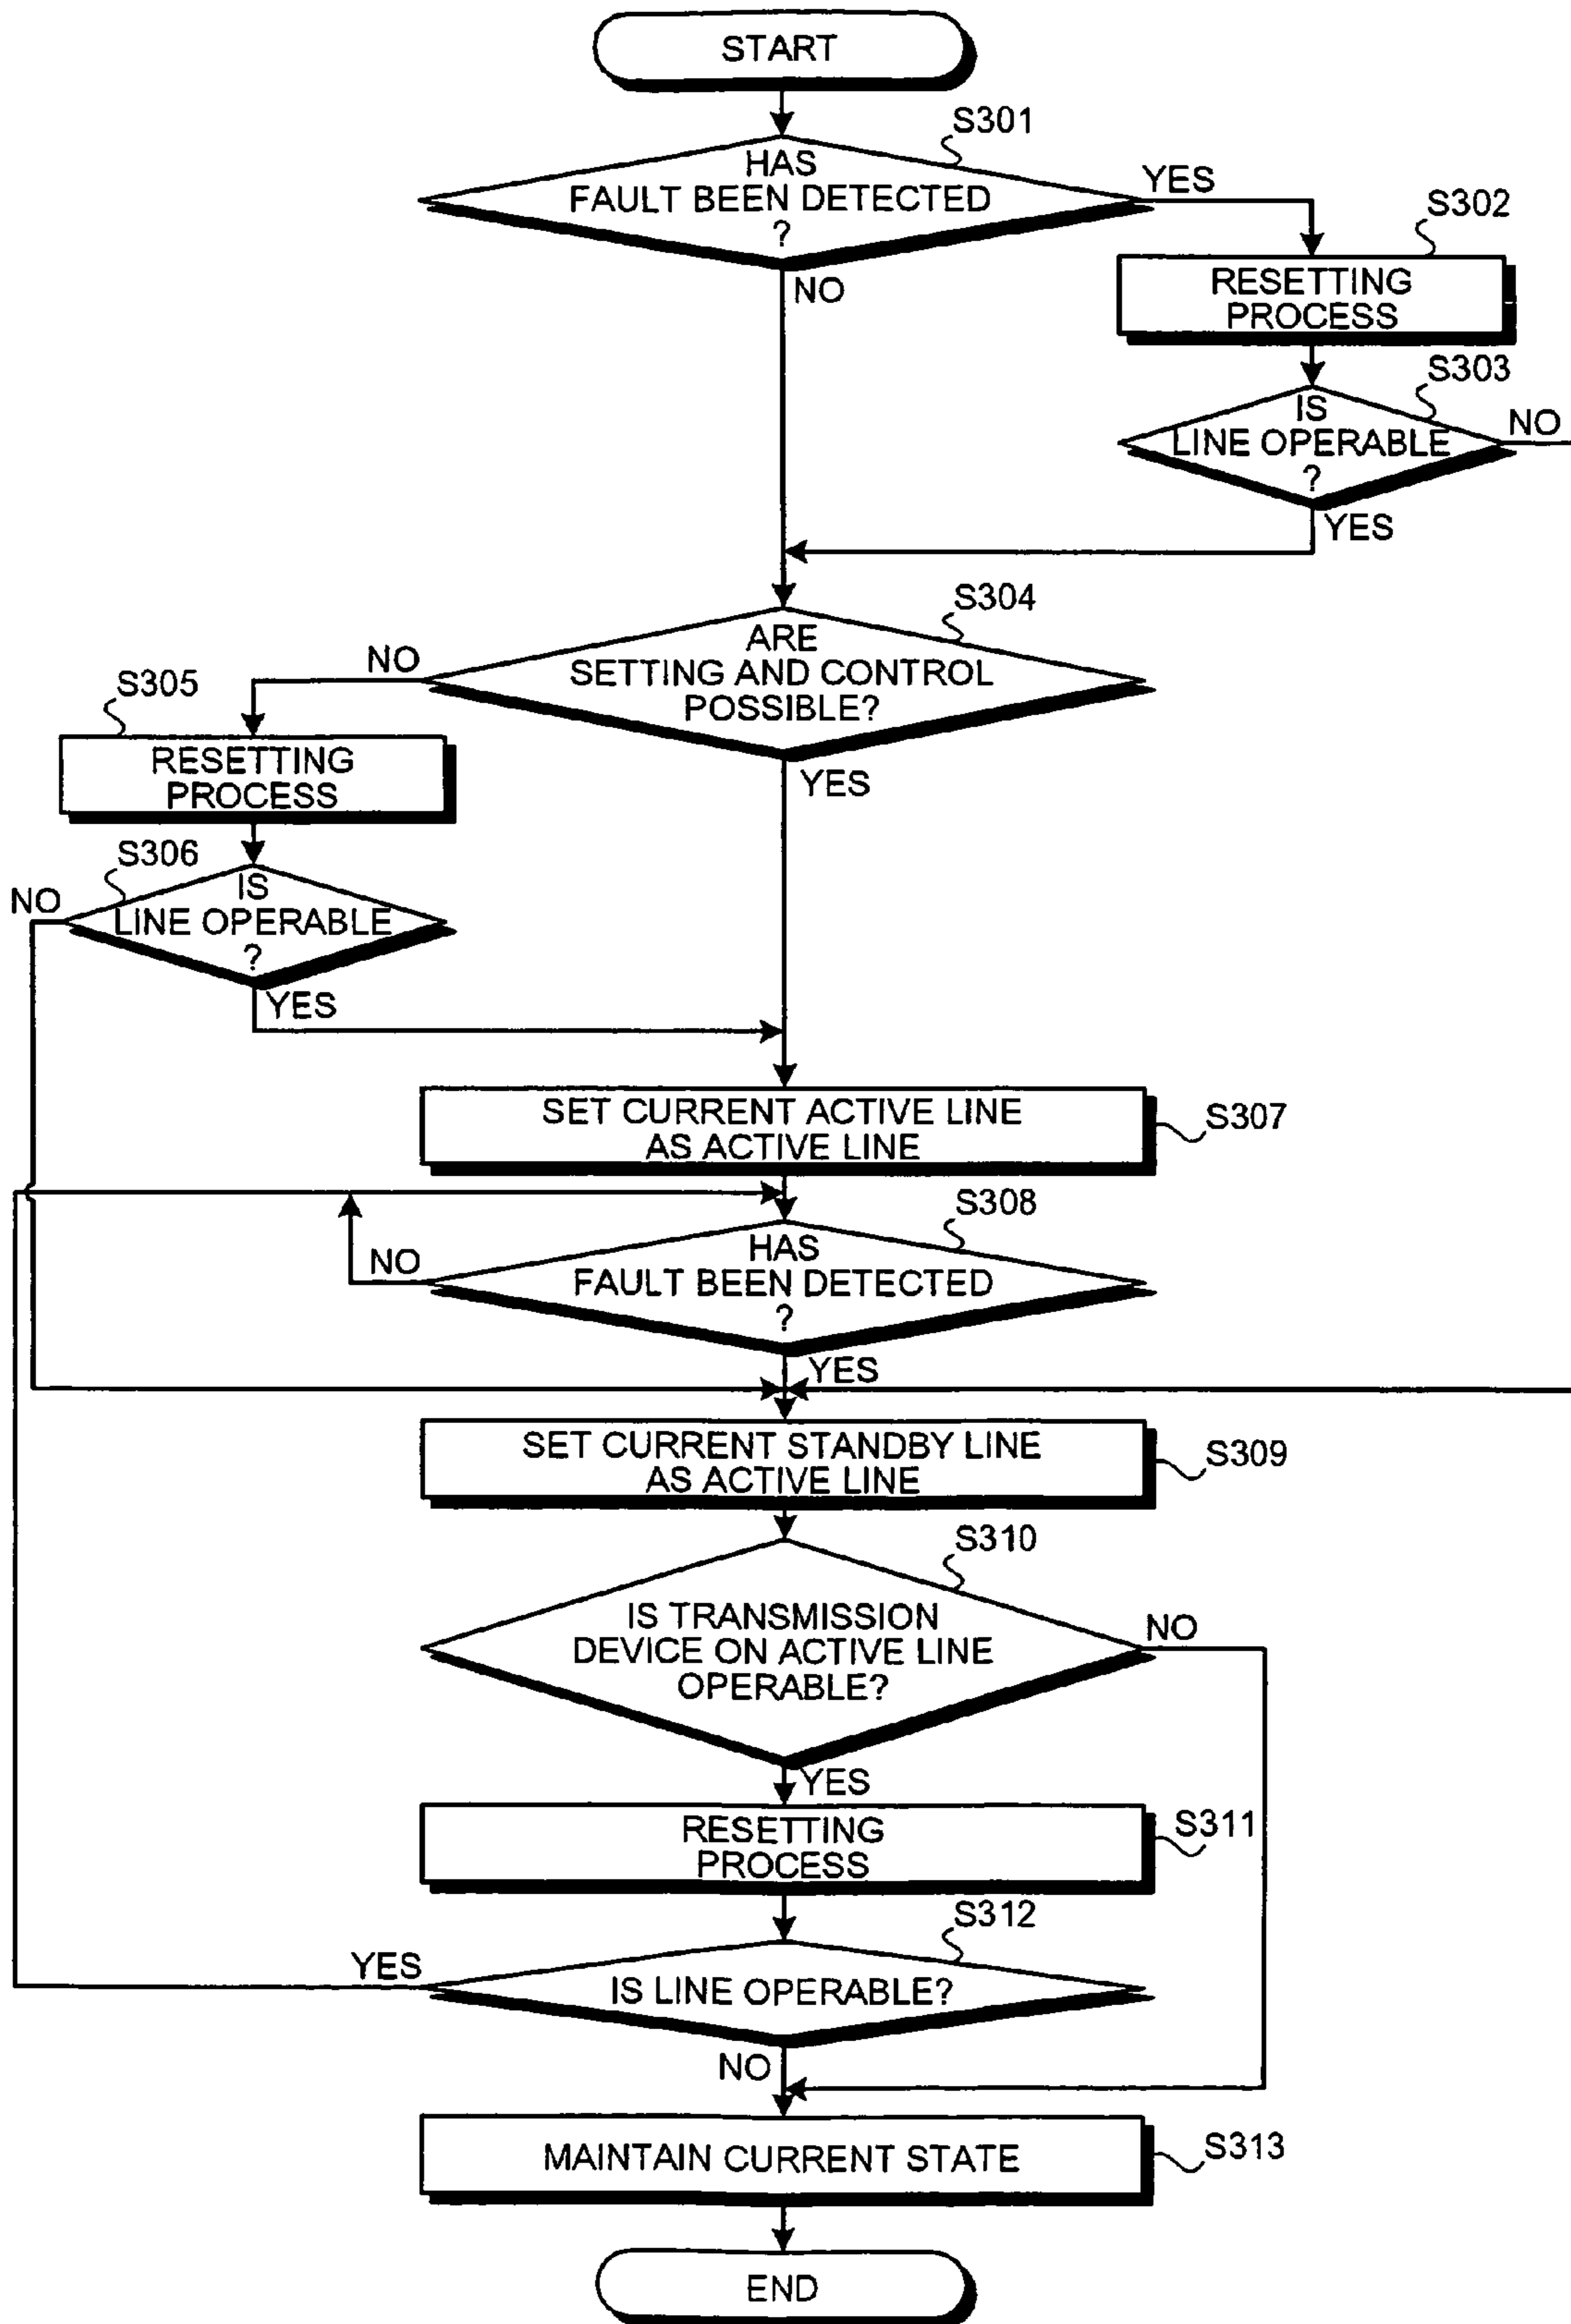 START
S301
HAS
FAULT BEEN DETECTED
?
YES
NO
S302
RESETTING
PROCESS
S303
IS
LINE OPERABLE
?
NO
YES
S304
ARE
SETTING AND CONTROL
POSSIBLE?
NO
YES
S305
RESETTING
PROCESS
S306
IS
LINE OPERABLE
?
NO
YES
SET CURRENT ACTIVE LINE
AS ACTIVE LINE
S307
S308
HAS
FAULT BEEN DETECTED
?
NO
YES
SET CURRENT STANDBY LINE
AS ACTIVE LINE
S309
S310
IS TRANSMISSION
DEVICE ON ACTIVE LINE
OPERABLE?
NO
YES
RESETTING
PROCESS
S311
S312
IS LINE OPERABLE?
YES
NO
MAINTAIN CURRENT STATE
S313
END